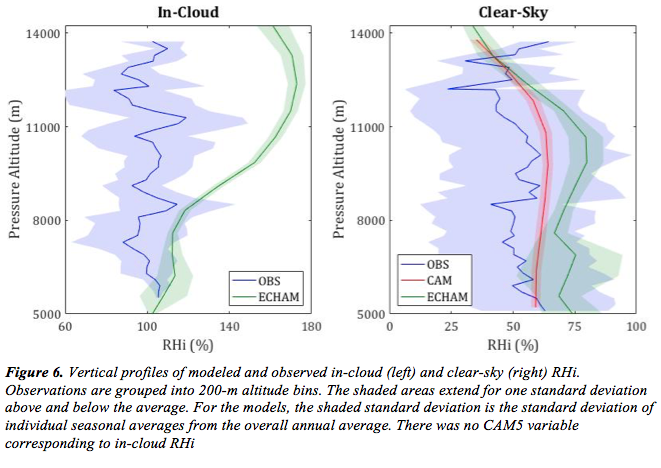 In-Cloud
Clear-Sky
14000
11000
8000
5000
Pressure Altitude (m)
60
100
140
180
RHi (%)
OBS
ECHAM
14000
11000
8000
5000
Pressure Altitude (m)
0
25
50
75
100
RHi (%)
OBS
CAM
ECHAM
Figure 6. Vertical profiles of modeled and observed in-cloud (left) and clear-sky (right) RHi.
Observations are grouped into 200-m altitude bins. The shaded areas extend for one standard deviation
above and below the average. For the models, the shaded standard deviation is the standard deviation of
individual seasonal averages from the overall annual average. There was no CAM5 variable
corresponding to in-cloud RHi